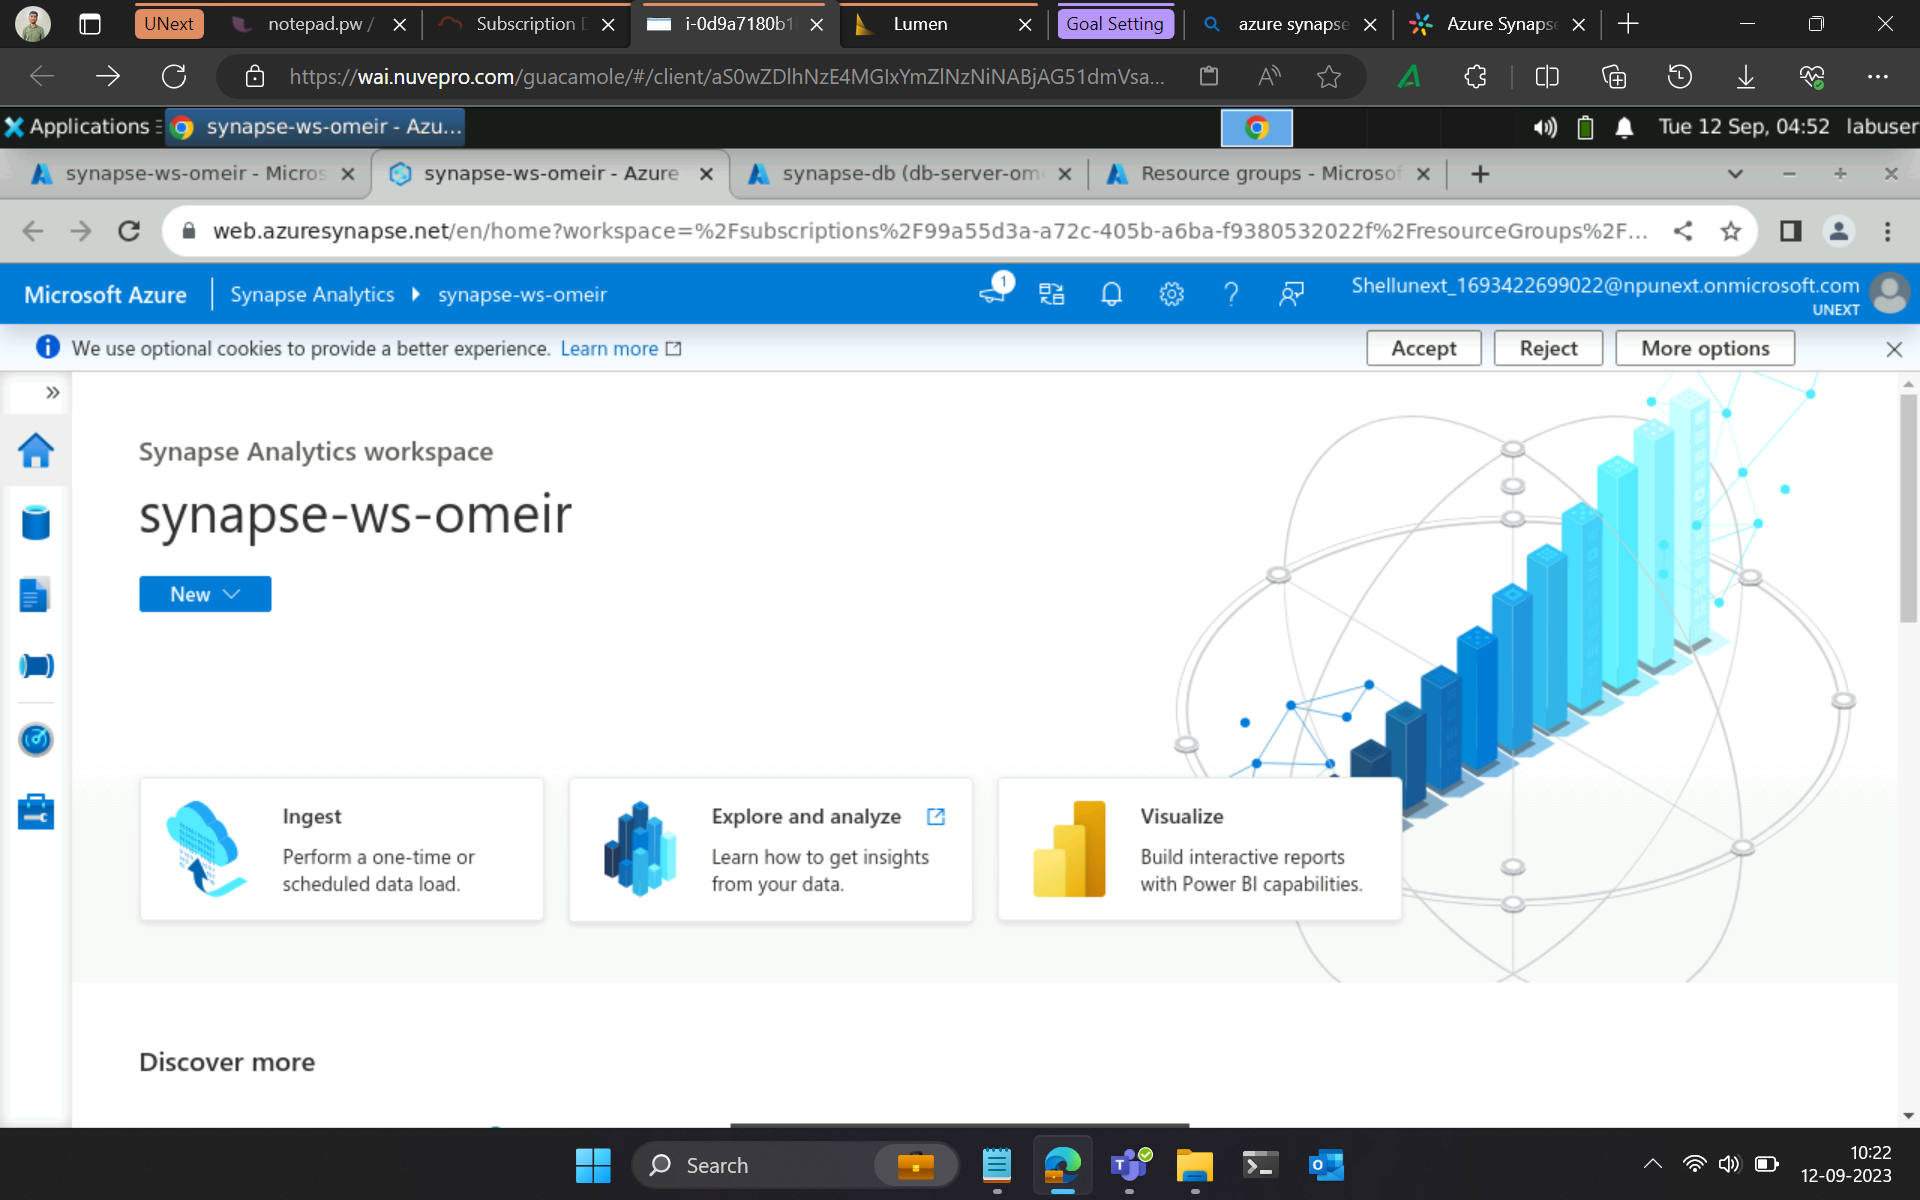 UNext
notepad.pw /
Subscription D
i-0d9a7180b1
Lumen
Goal Setting
azure synapse
Azure Synapse
https://wai.nuvepro.com/guacamole/#/client/aS0wZDlhNzE4MGIxYmZlNzNiNABjAG51dmVsa...
Applications
synapse-ws-omeir - Azu...
Tue 12 Sep, 04:52
labuser
synapse-ws-omeir - Micros
synapse-ws-omeir - Azure
synapse-db (db-server-ome
Resource groups - Microsof
web.azuresynapse.net/en/home?workspace=%2Fsubscriptions%2F99a55d3a-a72c-405b-a6ba-f9380532022f%2FresourceGroups%2F...
Microsoft Azure
Synapse Analytics
synapse-ws-omeir
1
Shellunext_1693422699022@npunext.onmicrosoft.com
UNEXT
We use optional cookies to provide a better experience. Learn more
Accept
Reject
More options
Synapse Analytics workspace
synapse-ws-omeir
New
Ingest
Perform a one-time or
scheduled data load.
Explore and analyze
Learn how to get insights
from your data.
Visualize
Build interactive reports
with Power BI capabilities.
Discover more
Search
10:22
12-09-2023